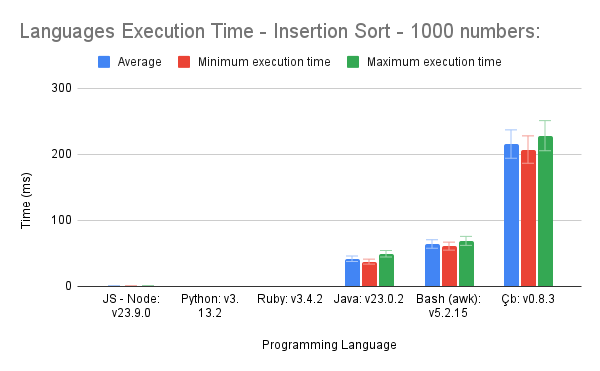 Languages Execution Time - Insertion Sort - 1000 numbers:
Average Minimum execution time Maximum execution time
300
200
100
0
Time (ms)
JS - Node: v23.9.0
Python: v3.13.2
Ruby: v3.4.2
Java: v23.0.2
Bash (awk): v5.2.15
Çb: v0.8.3
Programming Language